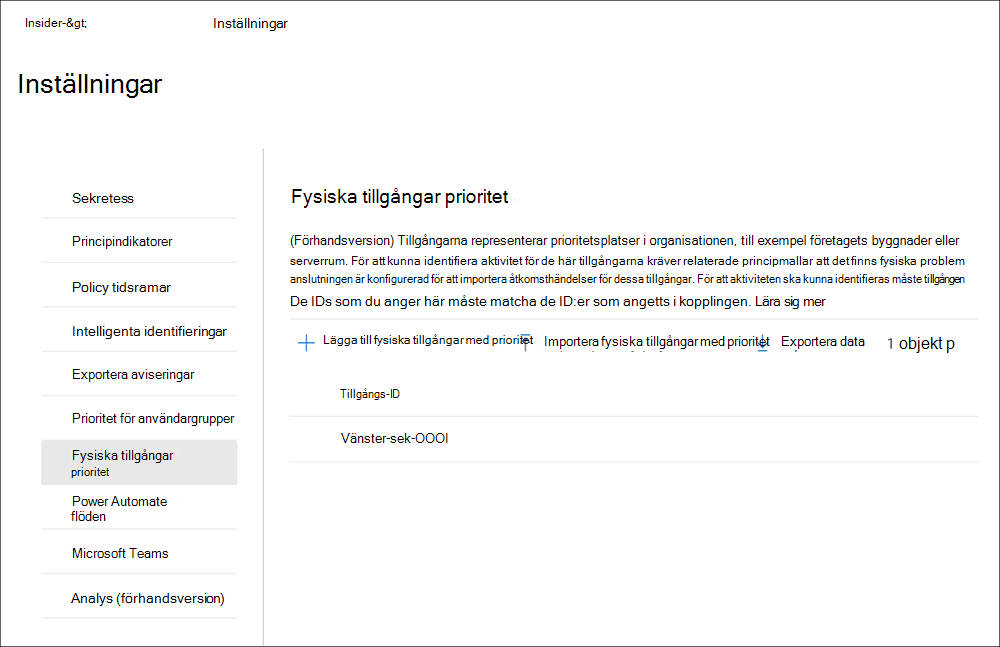 Insider-&gt; Inställningar
Inställningar
Sekretess
Principindikatorer
Policy tidsramar
Intelligenta identifieringar
Exportera aviseringar
Prioritet för användargrupper
Fysiska tillgångar
prioritet
Power Automate
flöden
Microsoft Teams
Analys (förhandsversion)
Fysiska tillgångar prioritet
(Förhandsversion) Tillgångarna representerar prioritetsplatser i organisationen, till exempel företagets byggnader eller
serverrum. För att kunna identifiera aktivitet för de här tillgångarna kräver relaterade principmallar att det finns fysiska problem
anslutningen är konfigurerad för att importera åtkomsthändelser för dessa tillgångar. För att aktiviteten ska kunna identifieras måste tillgången
De IDs som du anger här måste matcha de ID:er som angetts i kopplingen. Lära sig mer
Lägga till fysiska tillgångar med prioritet Importera fysiska tillgångar med prioritet Exportera data 1 objekt p
Tillgångs-ID
Vänster-sek-OOOI